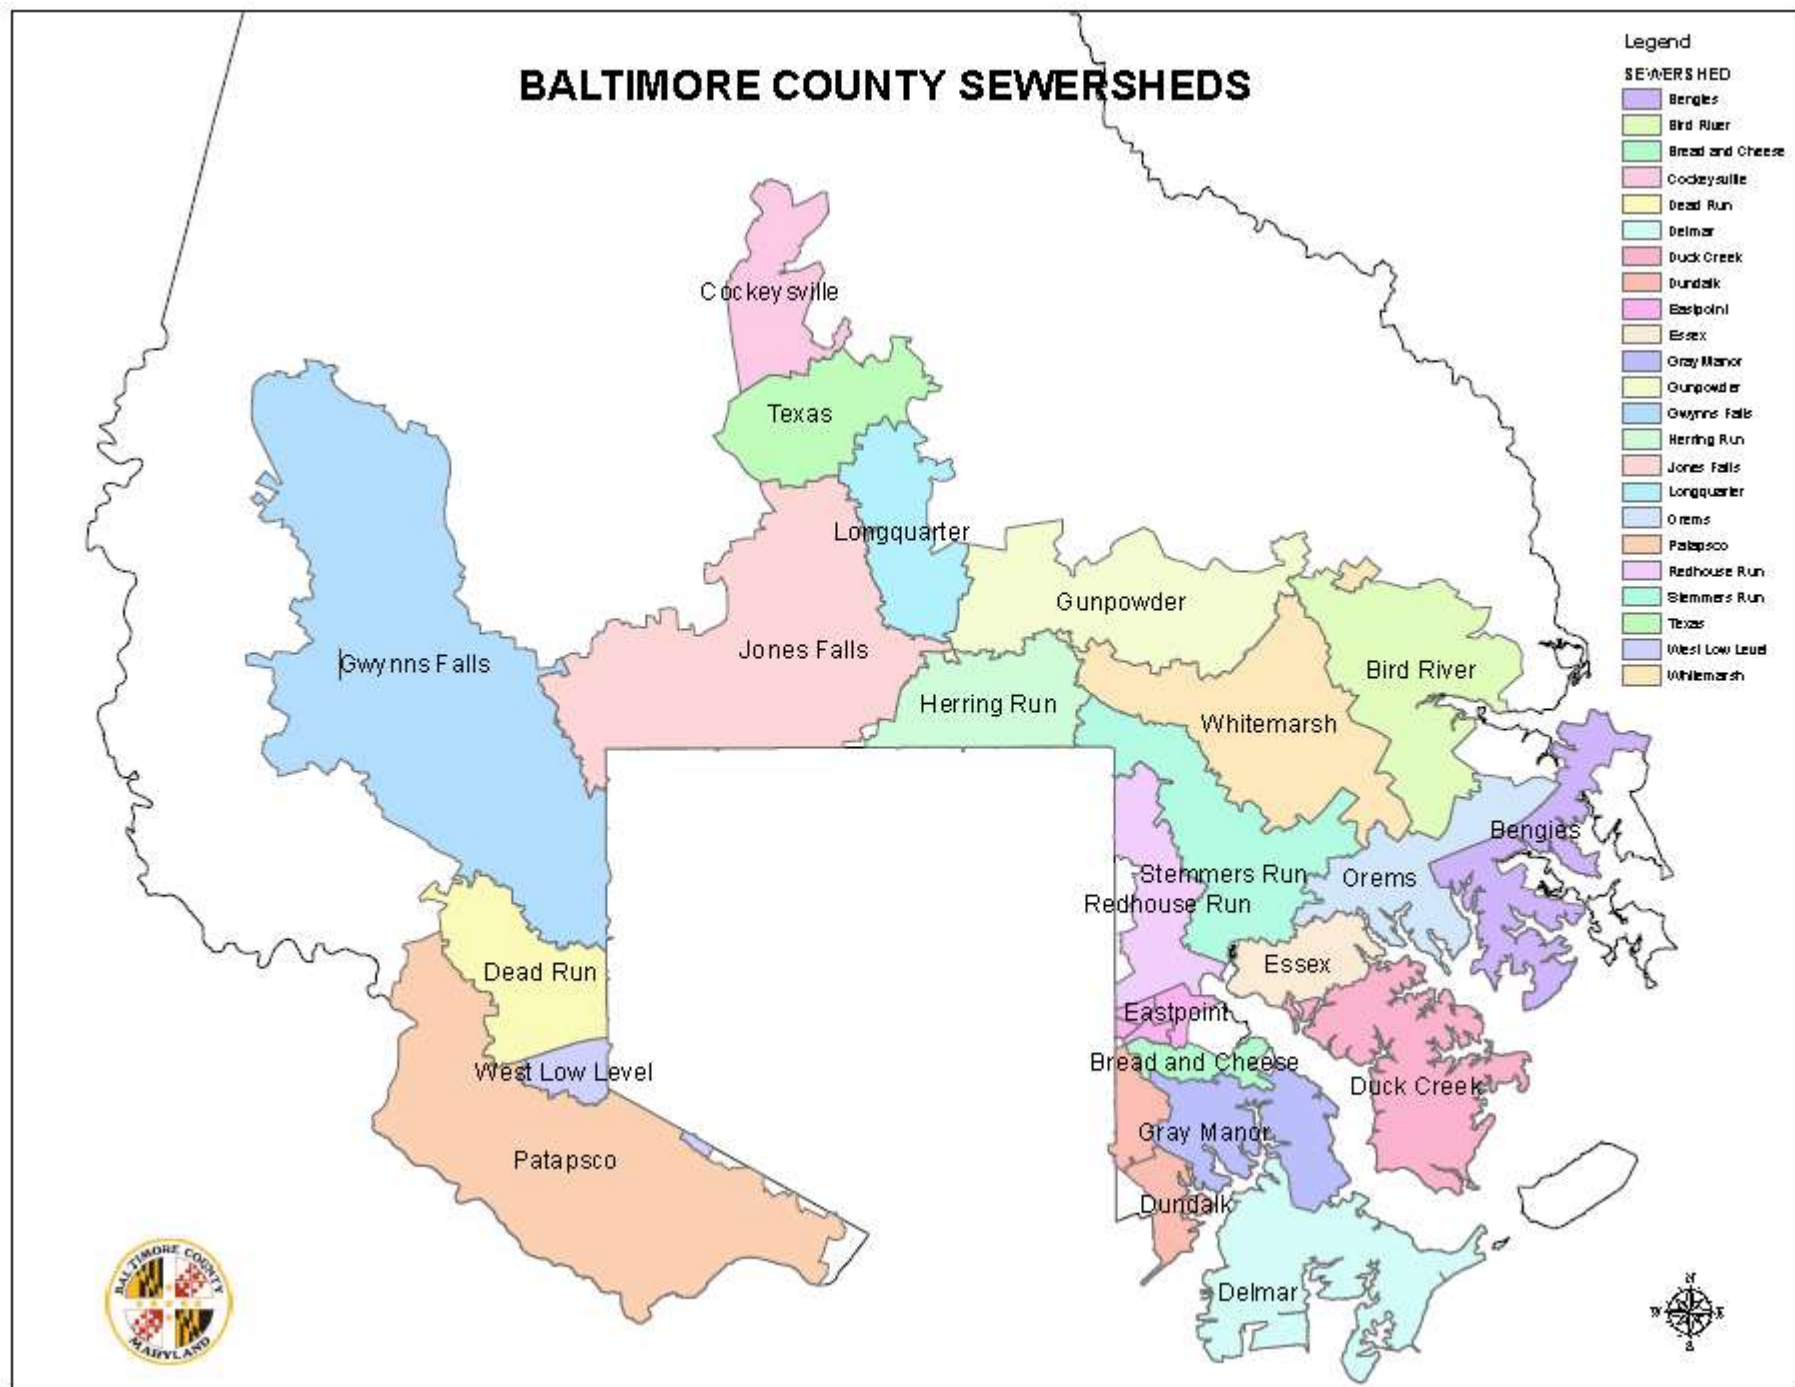 BALTIMORE COUNTY SEWERSHEDS
Legend
SEWERSHED
Bengies
Bird River
Bread and Cheese
Cockeysville
Dead Run
Delmar
Duck Creek
Dundalk
Eastpoint
Essex
Gray Manor
Gunpowder
Gwynns Falls
Herring Run
Jones Falls
Longquarter
Orems
Patapsco
Redhouse Run
Stemmers Run
Texas
West Low Level
Whitemarsh
Cockeysville
Texas
Longquarter
Gunpowder
Jones Falls
Gwynns Falls
Bird River
Herring Run
Whitemarsh
Bengies
Stemmers Run
Orems
Redhouse Run
Essex
Dead Run
Eastpoint
Bread and Cheese
West Low Level
Duck Creek
Gray Manor
Patapsco
Dundalk
Delmar
BALTIMORE COUNTY
MARYLAND
N
W E
S